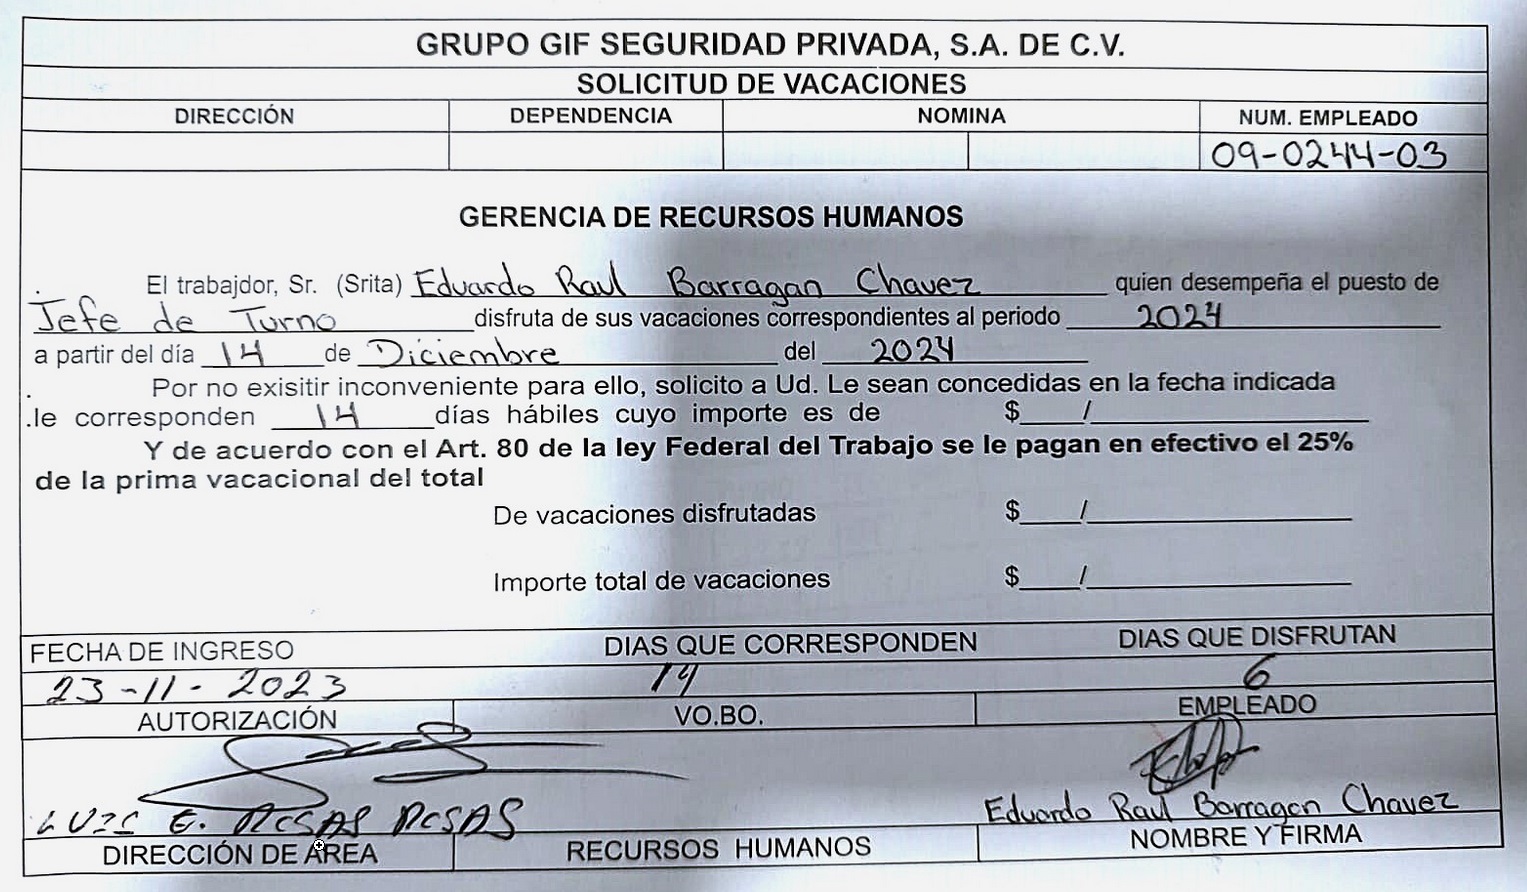 GRUPO GIF SEGURIDAD PRIVADA, S.A. DE C.V.
SOLICITUD DE VACACIONES
DIRECCIÓN DEPENDENCIA NOMINA NUM. EMPLEADO
09-0244-03
GERENCIA DE RECURSOS HUMANOS
. El trabajdor, Sr. (Srita) Eduardo Raul Barragan Chavez quien desempeña el puesto de
Jefe de Turno disfruta de sus vacaciones correspondientes al periodo 2024
a partir del día 14 de Diciembre del 2024
. Por no exisitir inconveniente para ello, solicito a Ud. Le sean concedidas en la fecha indicada
.le corresponden 14 días hábiles cuyo importe es de $ /
Y de acuerdo con el Art. 80 de la ley Federal del Trabajo se le pagan en efectivo el 25%
de la prima vacacional del total
De vacaciones disfrutadas $ /
Importe total de vacaciones $ /
FECHA DE INGRESO DIAS QUE CORRESPONDEN DIAS QUE DISFRUTAN
23-11-2023 14 6
AUTORIZACIÓN VO.BO. EMPLEADO
E. Eduardo Raul Barragan Chavez
DIRECCIÓN DE AREA RECURSOS HUMANOS NOMBRE Y FIRMA